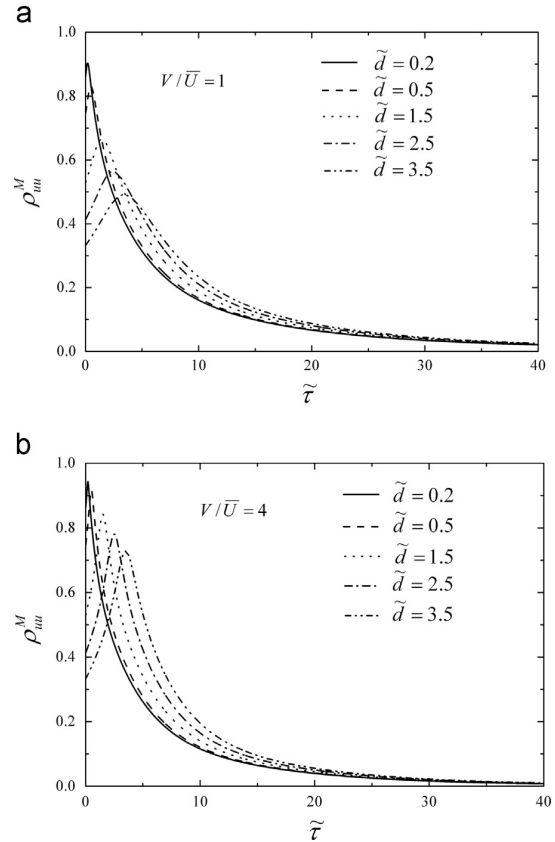 a
1.0
0.8
0.6
0.4
0.2
0.0
ρ^M_uu
V/U̅ = 1
d̃ = 0.2
d̃ = 0.5
d̃ = 1.5
d̃ = 2.5
d̃ = 3.5
0 10 20 30 40
τ̃
b
1.0
0.8
0.6
0.4
0.2
0.0
ρ^M_uu
V/U̅ = 4
d̃ = 0.2
d̃ = 0.5
d̃ = 1.5
d̃ = 2.5
d̃ = 3.5
0 10 20 30 40
τ̃